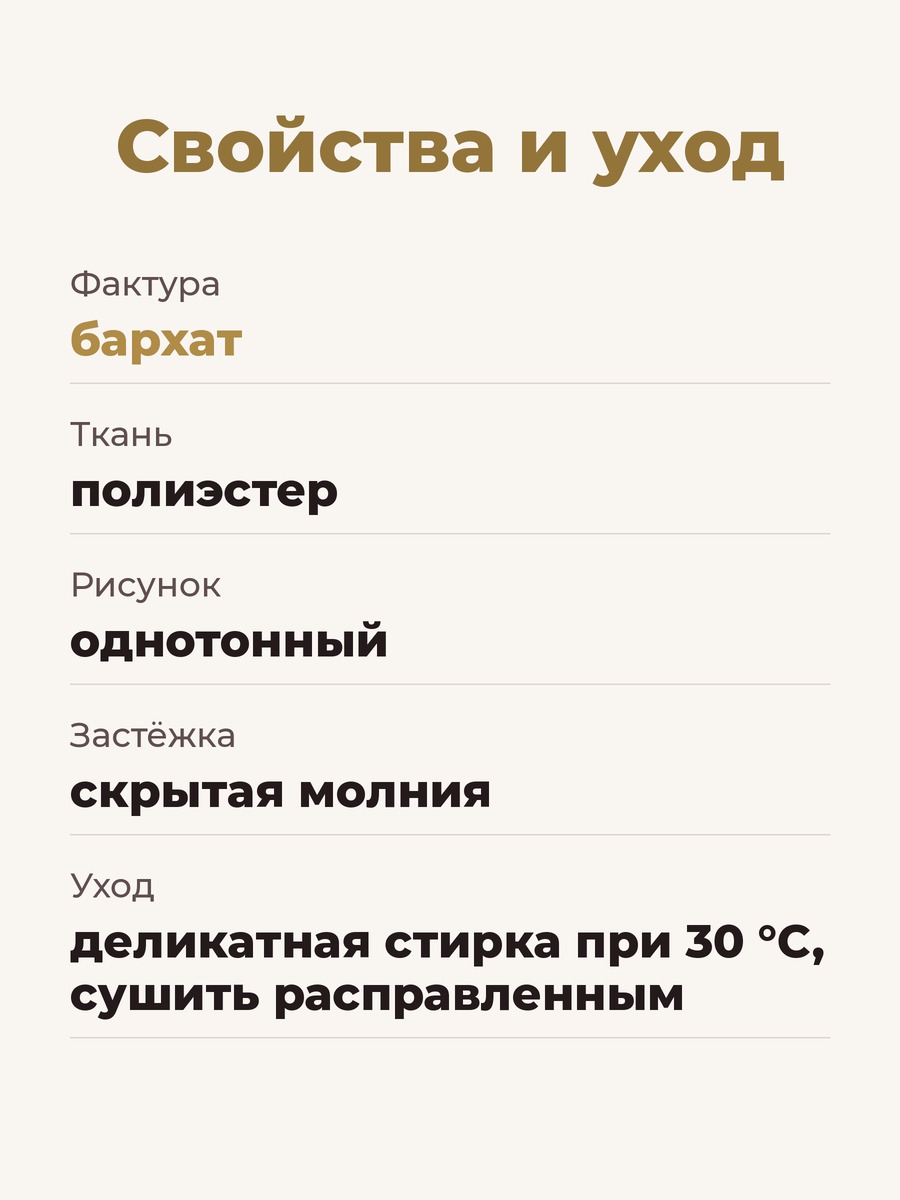 Свойства и уход
Фактура
бархат
Ткань
полиэстер
Рисунок
однотонный
Застёжка
скрытая молния
Уход
деликатная стирка при 30 °C,
сушить расправленным